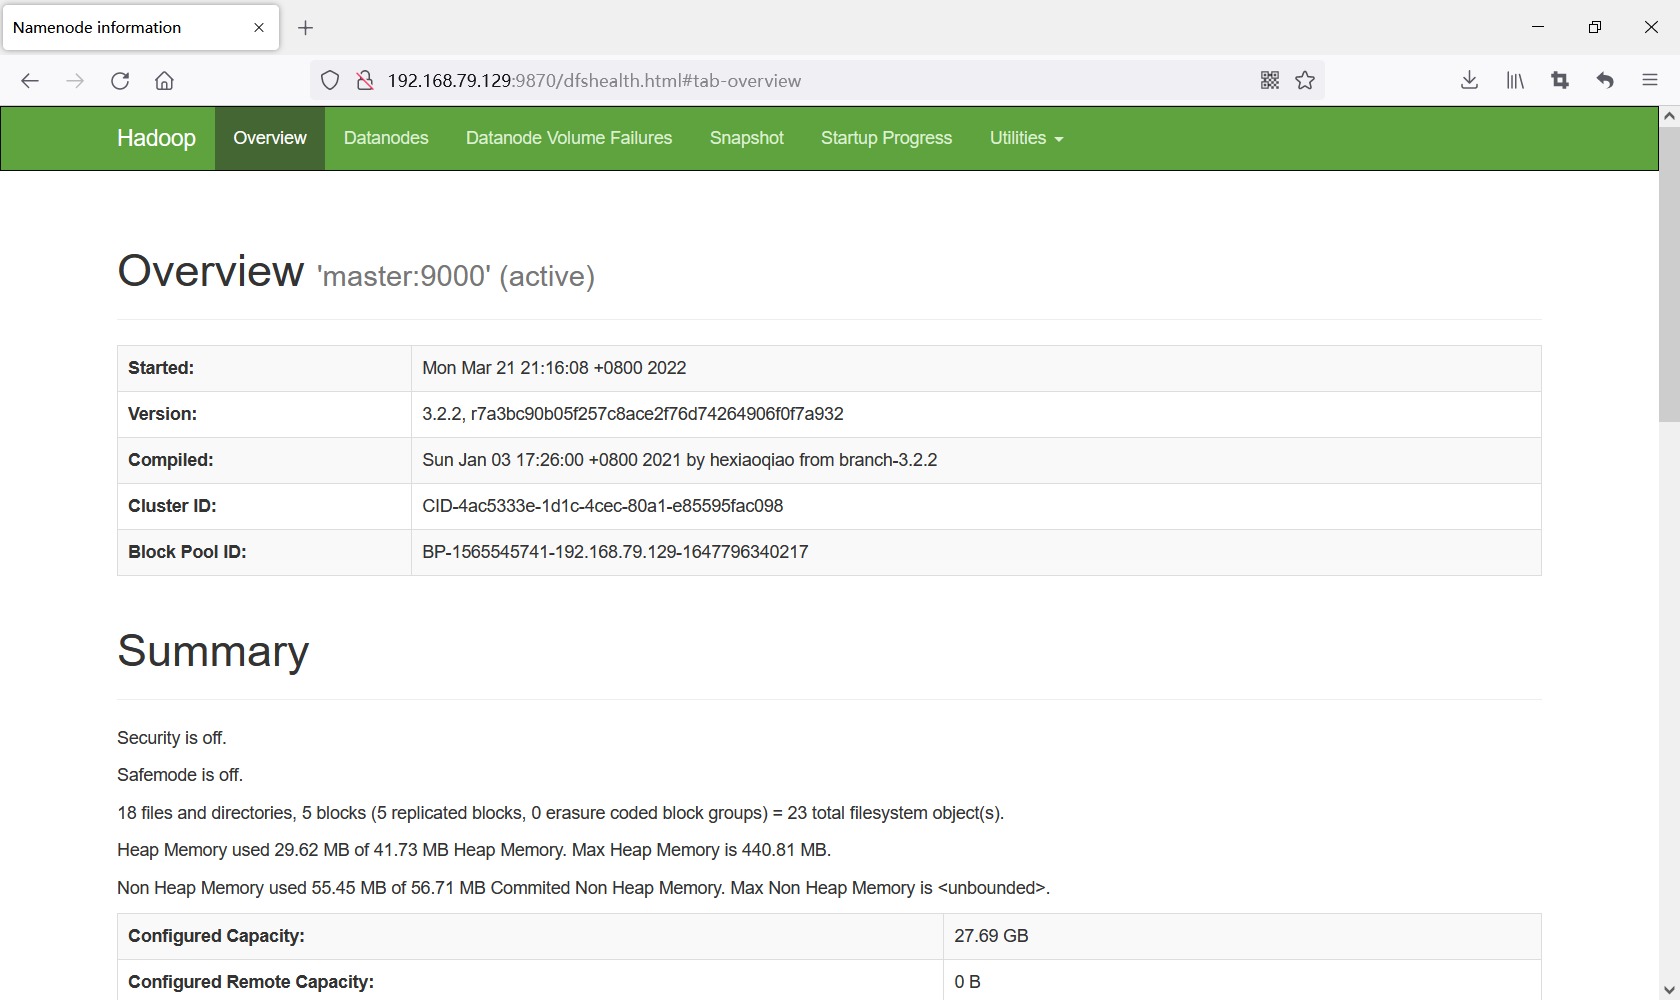 Namenode information
192.168.79.129:9870/dfshealth.html#tab-overview
Hadoop Overview Datanodes Datanode Volume Failures Snapshot Startup Progress Utilities
Overview 'master:9000' (active)
Started: Mon Mar 21 21:16:08 +0800 2022
Version: 3.2.2, r7a3bc90b05f257c8ace2f76d74264906f0f7a932
Compiled: Sun Jan 03 17:26:00 +0800 2021 by hexiaoqiao from branch-3.2.2
Cluster ID: CID-4ac5333e-1d1c-4cec-80a1-e85595fac098
Block Pool ID: BP-1565545741-192.168.79.129-1647796340217
Summary
Security is off.
Safemode is off.
18 files and directories, 5 blocks (5 replicated blocks, 0 erasure coded block groups) = 23 total filesystem object(s).
Heap Memory used 29.62 MB of 41.73 MB Heap Memory. Max Heap Memory is 440.81 MB.
Non Heap Memory used 55.45 MB of 56.71 MB Commited Non Heap Memory. Max Non Heap Memory is <unbounded>.
Configured Capacity: 27.69 GB
Configured Remote Capacity: 0 B